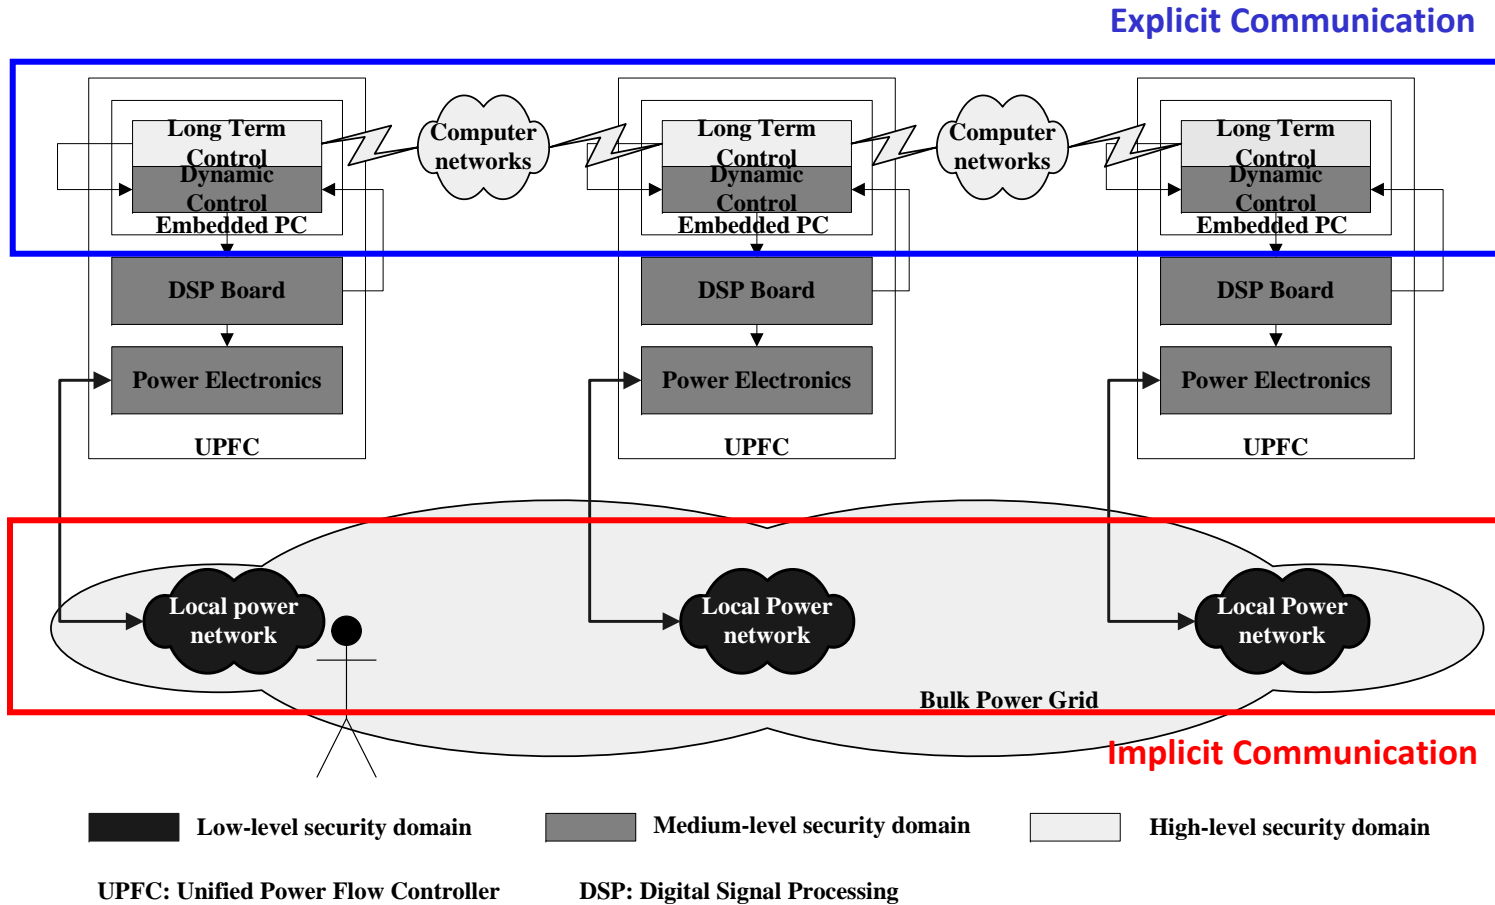 Explicit Communication
Long Term
Control
Dynamic
Control
Embedded PC
Computer
networks
Long Term
Control
Dynamic
Control
Embedded PC
Computer
networks
Long Term
Control
Dynamic
Control
Embedded PC
DSP Board
DSP Board
DSP Board
Power Electronics
Power Electronics
Power Electronics
UPFC
UPFC
UPFC
Local power
network
Local Power
network
Local Power
network
Bulk Power Grid
Implicit Communication
Low-level security domain
Medium-level security domain
High-level security domain
UPFC: Unified Power Flow Controller
DSP: Digital Signal Processing